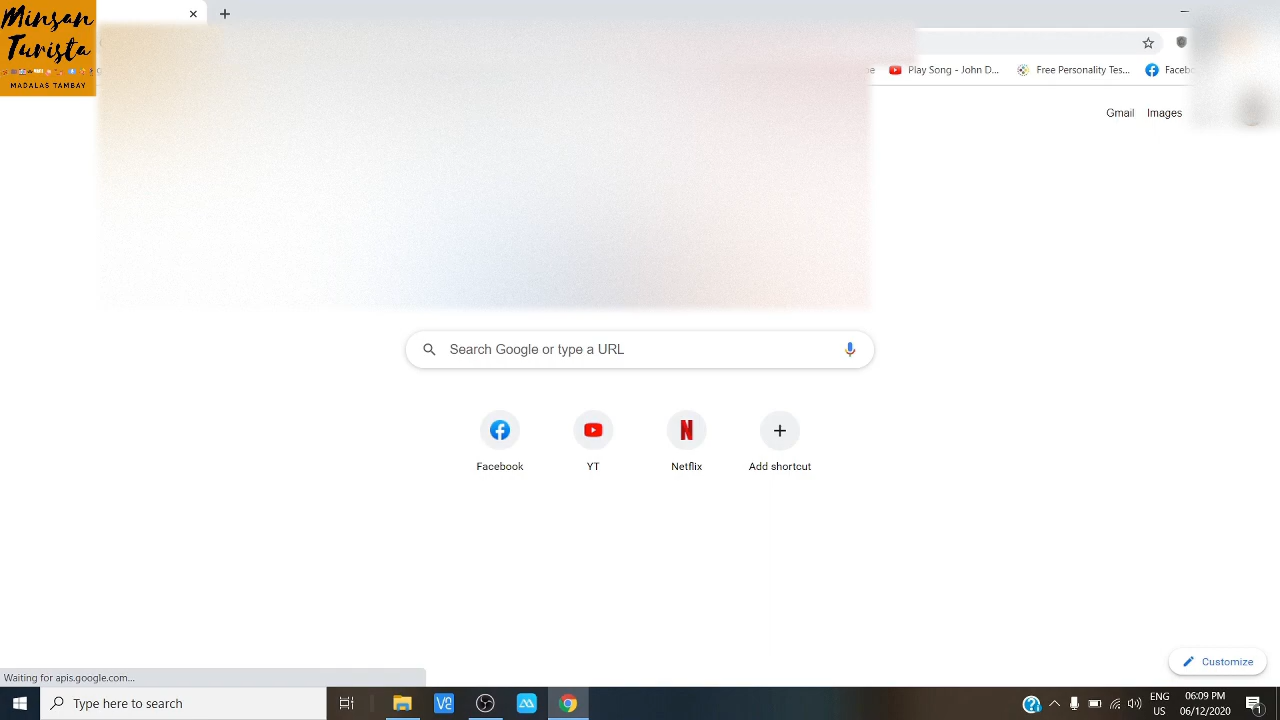 Minsan
Turista
MADALAS TAMBAY
Play Song - John D...
Free Personality Tes...
Gmail
Images
Search Google or type a URL
Facebook
YT
Netflix
Add shortcut
Customize
Waiting for apis.google.com...
Type here to search
ENG
US
06:09 PM
06/12/2020